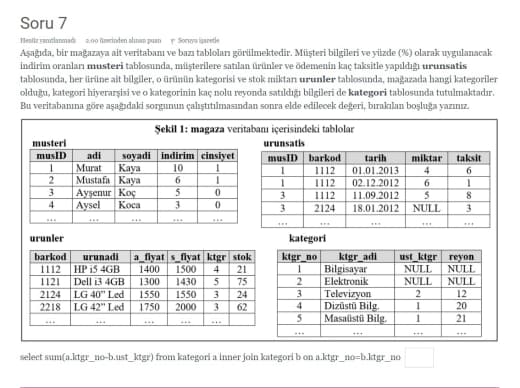 Soru 7
Henüz yanıtlanmadı 2,00 üzerinden alınan puan Soruyu işaretle
Aşağıda, bir mağazaya ait veritabanı ve bazı tabloları görülmektedir. Müşteri bilgileri ve yüzde (%) olarak uygulanacak
indirim oranları musteri tablosunda, müşterilere satılan ürünler ve ödemenin kaç taksitle yapıldığı urunsatis
tablosunda, her ürüne ait bilgiler, o ürünün kategorisi ve stok miktarı urunler tablosunda, mağazada hangi kategoriler
olduğu, kategori hiyerarşisi ve o kategorinin kaç nolu reyonda satıldığı bilgileri de kategori tablosunda tutulmaktadır.
Bu veritabanına göre aşağıdaki sorgunun çalıştırılmasından sonra elde edilecek değeri, bırakılan boşluğa yazınız.
Şekil 1: magaza veritabanı içerisindeki tablolar
musteri
musID adi soyadi indirim cinsiyet
1 Murat Kaya 10 1
2 Mustafa Kaya 6 1
3 Ayşenur Koç 5 0
4 Aysel Koca 3 0
... ... ... ... ...
urunsatis
musID barkod tarih miktar taksit
1 1112 01.01.2013 4 6
1 1112 02.12.2012 6 1
3 1112 11.09.2012 5 8
3 2124 18.01.2012 NULL 3
... ... ... ... ...
urunler
barkod urunadi a_fiyat s_fiyat ktgr stok
1112 HP i5 4GB 1400 1500 4 21
1121 Dell i3 4GB 1300 1430 5 75
2124 LG 40" Led 1550 1550 3 24
2218 LG 42" Led 1750 2000 3 62
... ... ... ... ... ...
kategori
ktgr_no ktgr_adi ust_ktgr reyon
1 Bilgisayar NULL NULL
2 Elektronik NULL NULL
3 Televizyon 2 12
4 Dizüstü Bilg. 1 20
5 Masaüstü Bilg. 1 21
... ... ... ...
select sum(a.ktgr_no-b.ust_ktgr) from kategori a inner join kategori b on a.ktgr_no=b.ktgr_no